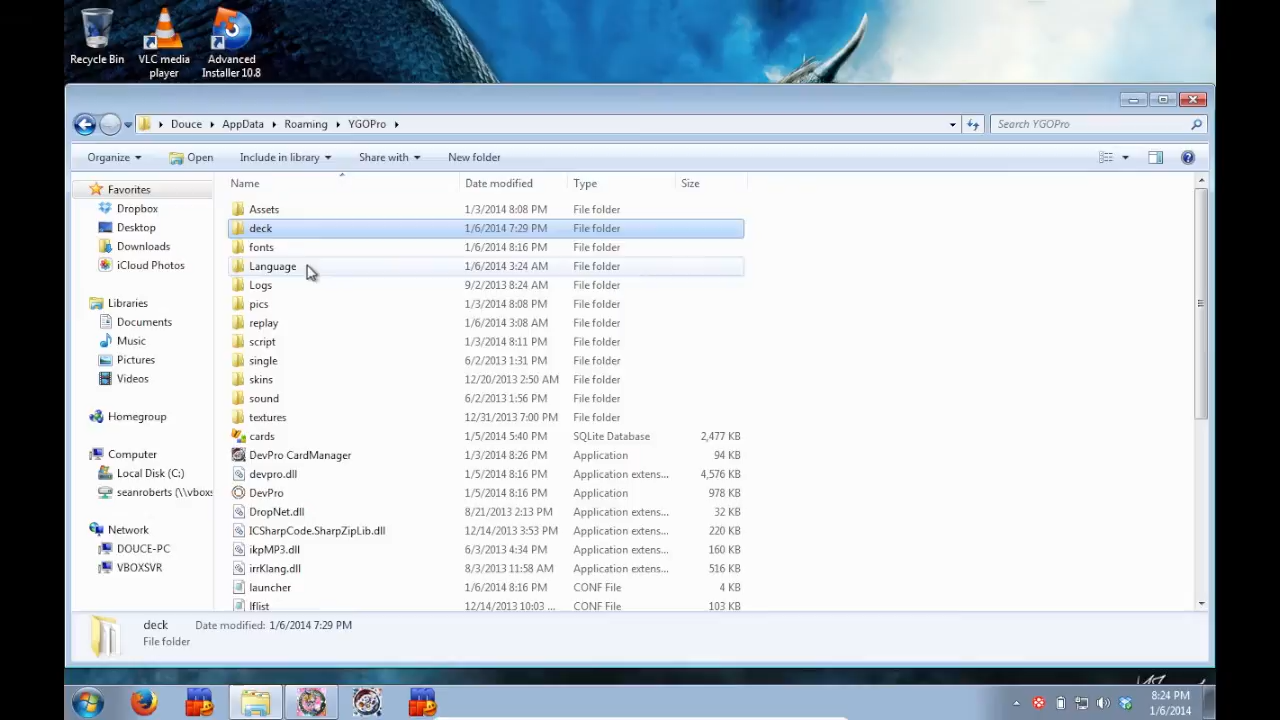 Recycle Bin
VLC media player
Advanced Installer 10.8
Douce AppData Roaming YGOPro
Search YGOPro
Organize Open Include in library Share with New folder
Name Date modified Type Size
Favorites
Dropbox
Desktop
Downloads
iCloud Photos
Libraries
Documents
Music
Pictures
Videos
Homegroup
Computer
Local Disk (C:)
seanroberts (\\vboxs
Network
DOUCE-PC
VBOXSVR
Assets 1/3/2014 8:08 PM File folder
deck 1/6/2014 7:29 PM File folder
fonts 1/6/2014 8:16 PM File folder
Language 1/6/2014 3:24 AM File folder
Logs 9/2/2013 8:24 AM File folder
pics 1/3/2014 8:08 PM File folder
replay 1/6/2014 3:08 AM File folder
script 1/3/2014 8:11 PM File folder
single 6/2/2013 1:31 PM File folder
skins 12/20/2013 2:50 AM File folder
sound 6/2/2013 1:56 PM File folder
textures 12/31/2013 7:00 PM File folder
cards 1/5/2014 5:40 PM SQLite Database 2,477 KB
DevPro CardManager 1/3/2014 8:26 PM Application 94 KB
devpro.dll 1/5/2014 8:16 PM Application extens... 4,576 KB
DevPro 1/5/2014 8:16 PM Application 978 KB
DropNet.dll 8/21/2013 2:13 PM Application extens... 32 KB
ICSharpCode.SharpZipLib.dll 12/14/2013 3:53 PM Application extens... 220 KB
ikpMP3.dll 6/3/2013 4:34 PM Application extens... 160 KB
irrKlang.dll 8/3/2013 11:58 AM Application extens... 516 KB
launcher 1/6/2014 8:16 PM CONF File 4 KB
lflist 12/14/2013 10:03 ... CONF File 103 KB
deck Date modified: 1/6/2014 7:29 PM
File folder
8:24 PM
1/6/2014